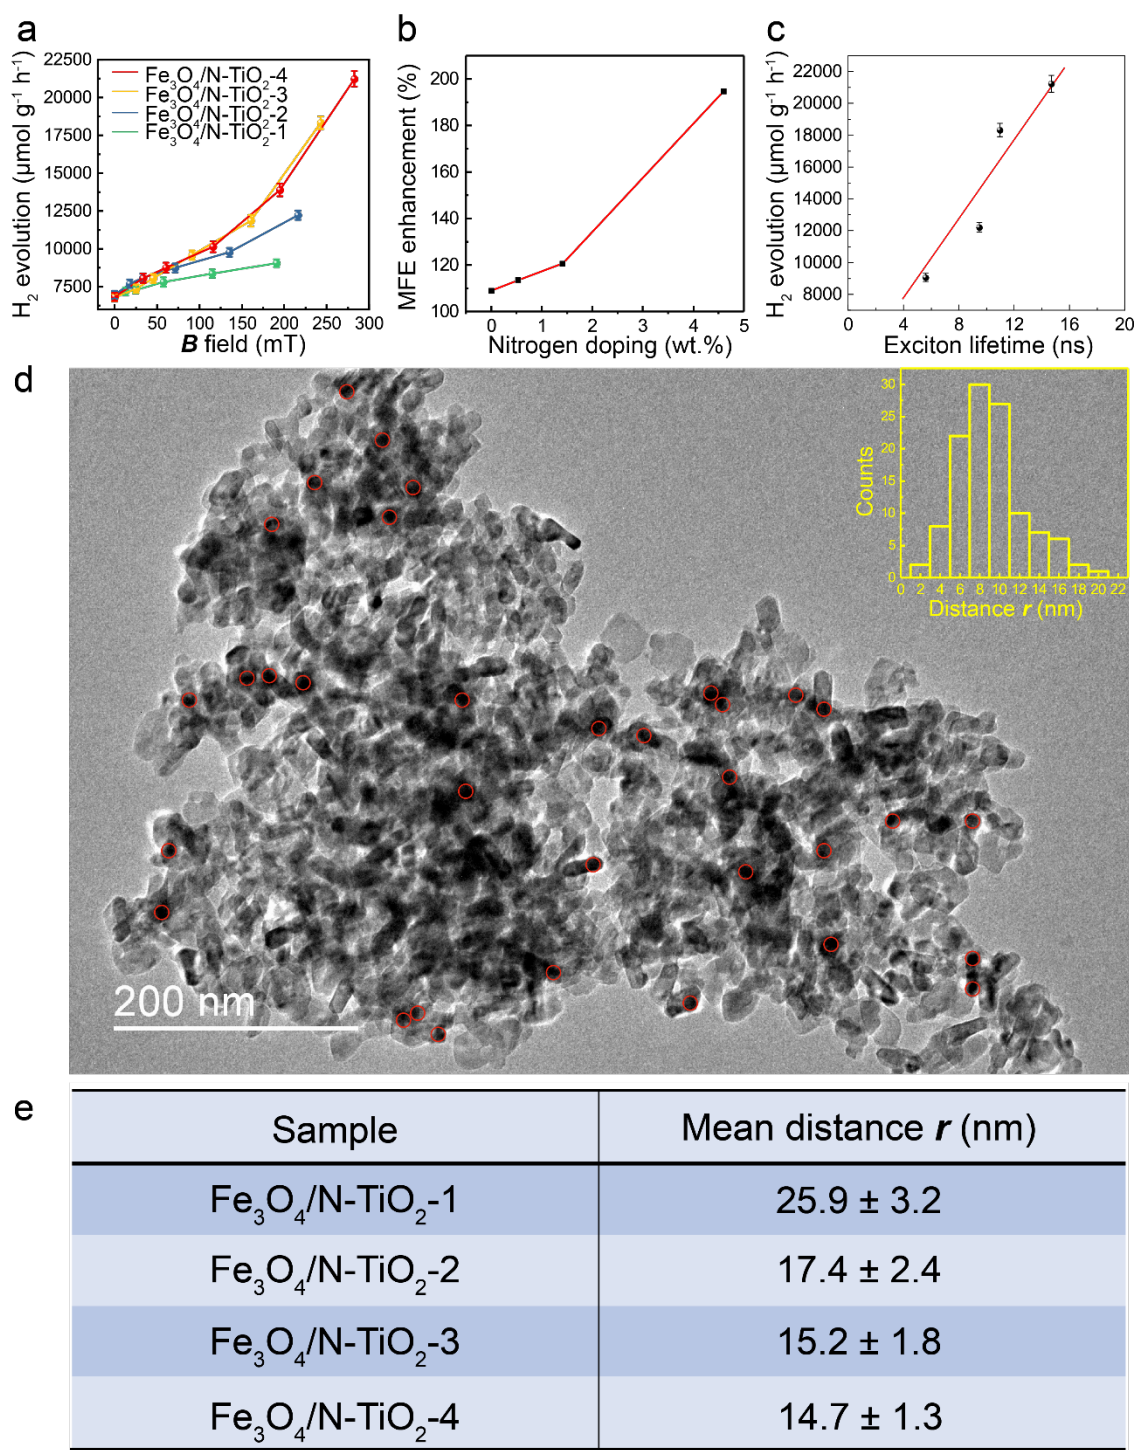 a
22500
20000
17500
15000
12500
10000
7500
0
50
100
150
200
250
300
H₂ evolution (μmol g⁻¹ h⁻¹)
B field (mT)
Fe₃O₄/N-TiO₂-4
Fe₃O₄/N-TiO₂-3
Fe₃O₄/N-TiO₂-2
Fe₃O₄/N-TiO₂-1
b
200
180
160
140
120
100
0
1
2
3
4
5
MFE enhancement (%)
Nitrogen doping (wt.%)
c
22000
20000
18000
16000
14000
12000
10000
8000
0
4
8
12
16
20
H₂ evolution (μmol g⁻¹ h⁻¹)
Exciton lifetime (ns)
d
30
25
20
15
10
5
0
0 2 4 6 8 10 12 14 16 18 20 22
Counts
Distance r (nm)
200 nm
e
Sample Mean distance r (nm)
Fe₃O₄/N-TiO₂-1 25.9 ± 3.2
Fe₃O₄/N-TiO₂-2 17.4 ± 2.4
Fe₃O₄/N-TiO₂-3 15.2 ± 1.8
Fe₃O₄/N-TiO₂-4 14.7 ± 1.3